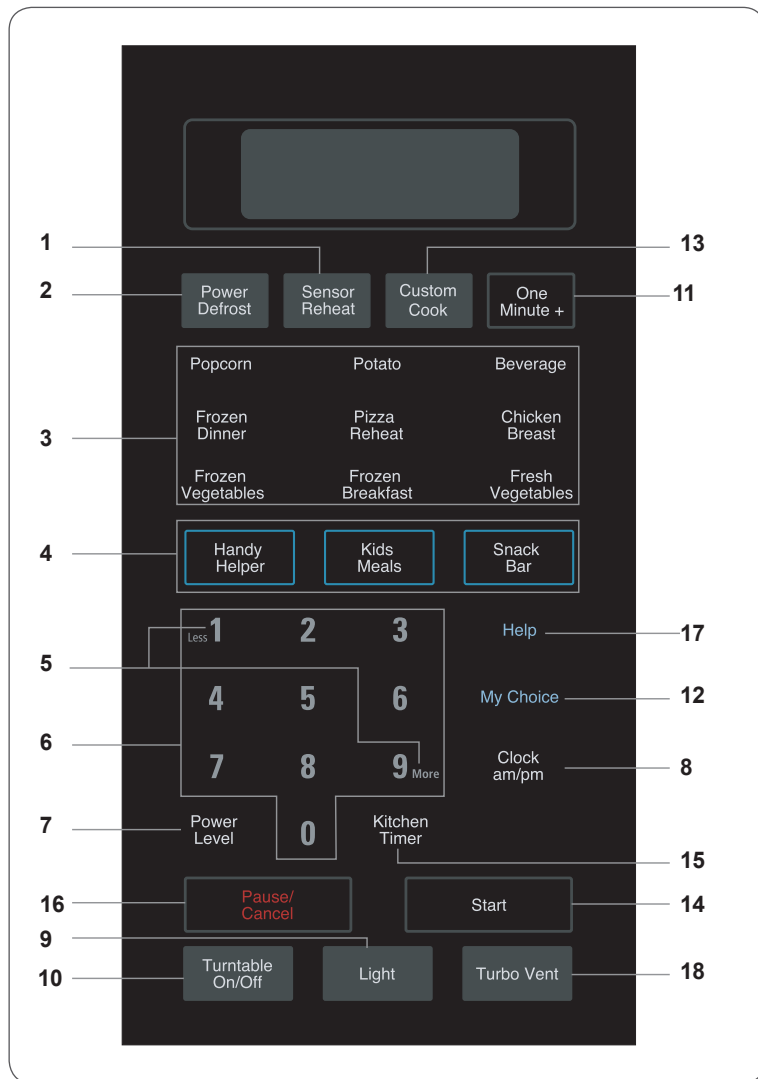 1
13
2
Power Defrost
Sensor Reheat
Custom Cook
One Minute +
11
Popcorn
Potato
Beverage
3
Frozen Dinner
Pizza Reheat
Chicken Breast
Frozen Vegetables
Frozen Breakfast
Fresh Vegetables
4
Handy Helper
Kids Meals
Snack Bar
5
Less 1
2
3
Help
17
4
5
6
My Choice
12
6
7
8
9 More
Clock am/pm
8
7
Power Level
0
Kitchen Timer
15
16
Pause/ Cancel
Start
14
9
10
Turntable On/Off
Light
Turbo Vent
18